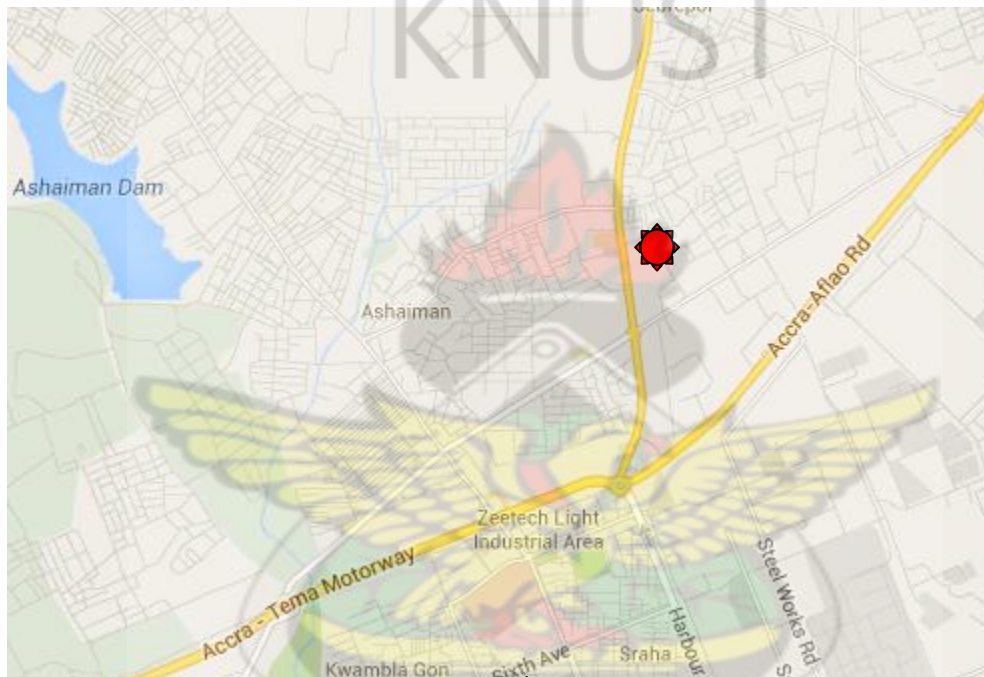 KNUST
Ashaiman Dam
Accra-Aflao Rd
Ashaiman
Zeetech Light
Industrial Area
Accra - Tema Motorway
Steel Works Rd
Harbour
Sixth Ave
Sraha
Kwambla Gon
S